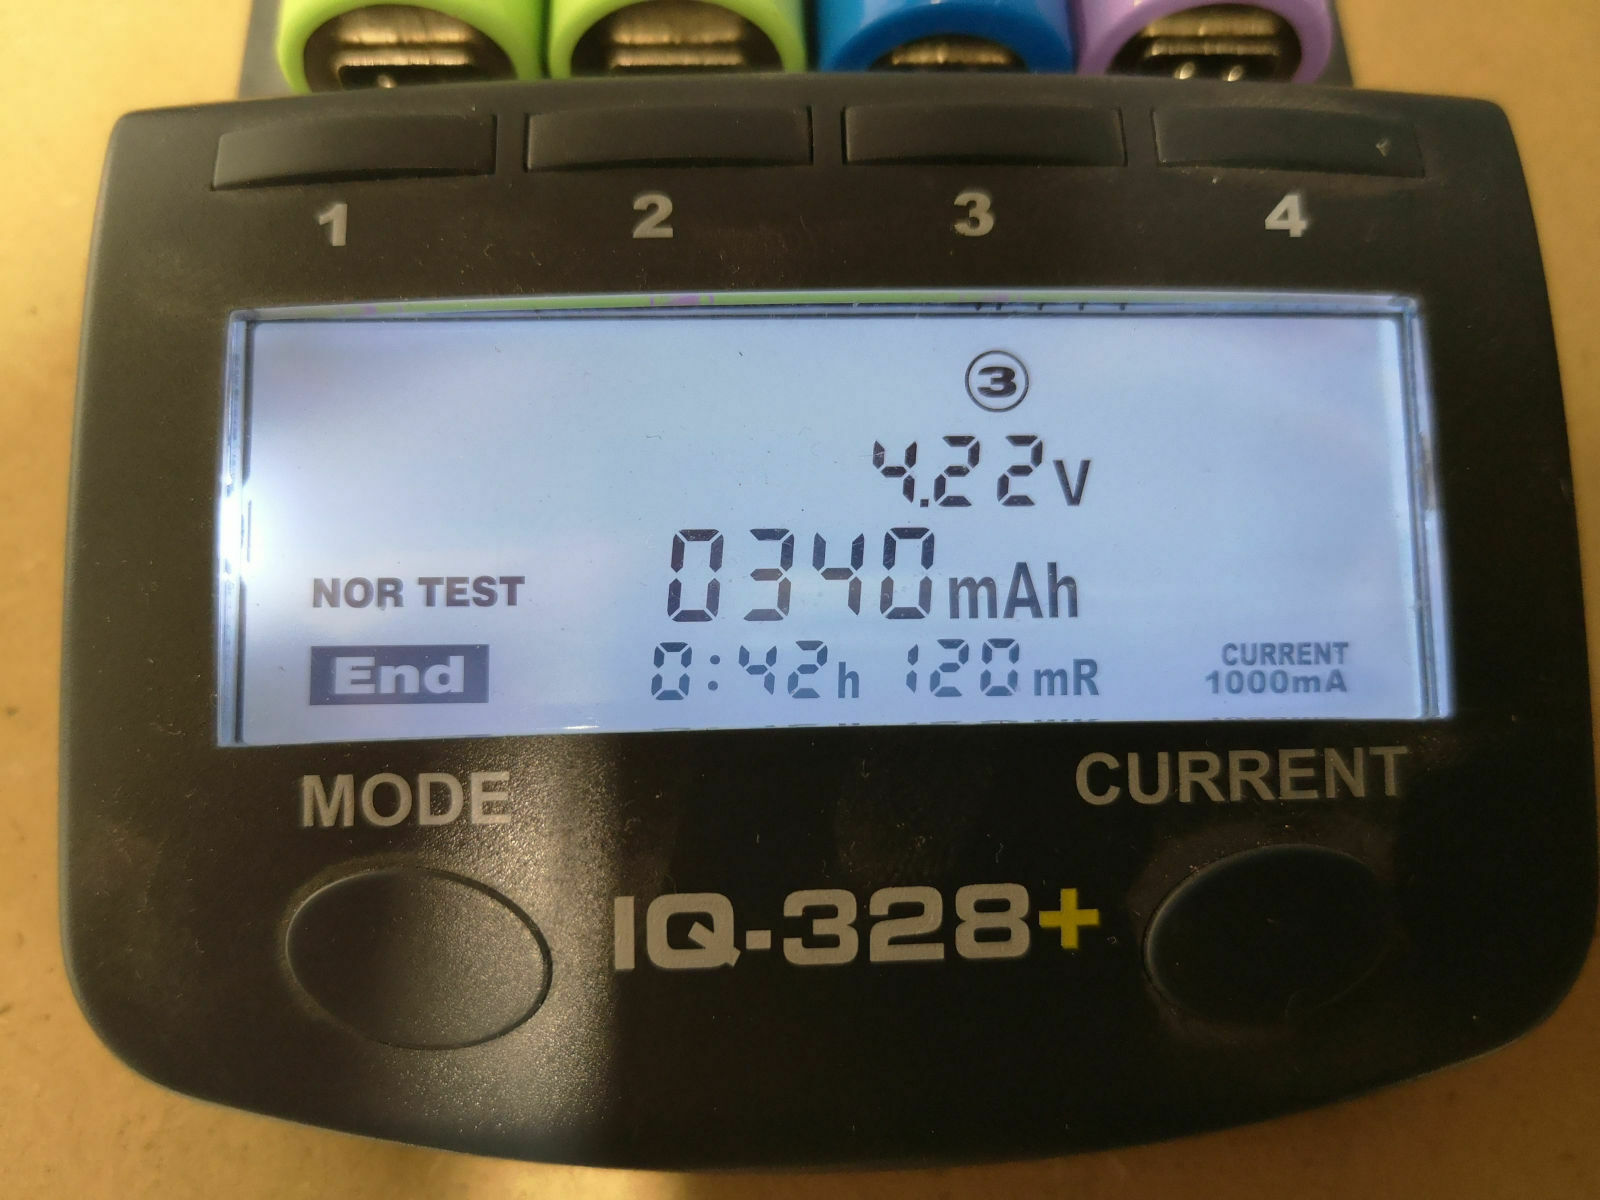 1 2 3 4
3
4.22V
0340mAh
NOR TEST
End
0:42h 120mR
CURRENT
1000mA
MODE
CURRENT
IQ-328+